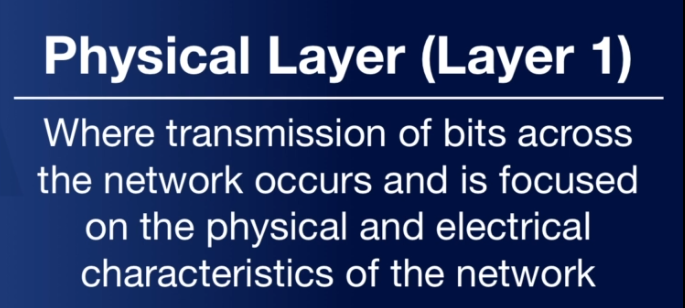 Physical Layer (Layer 1)
Where transmission of bits across
the network occurs and is focused
on the physical and electrical
characteristics of the network